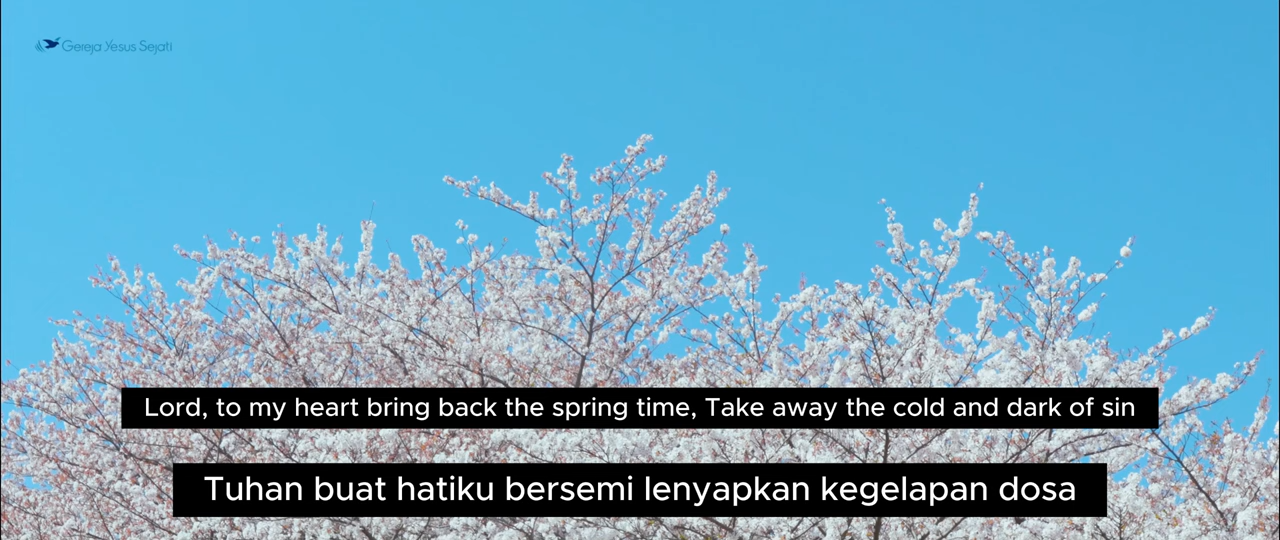 Gereja Yesus Sejati
Lord, to my heart bring back the spring time, Take away the cold and dark of sin
Tuhan buat hatiku bersemi lenyapkan kegelapan dosa